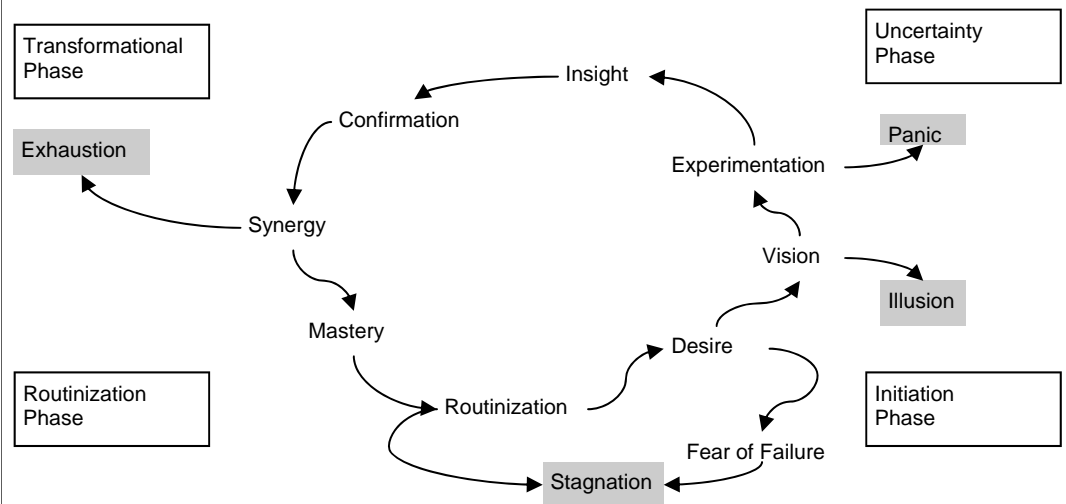 Transformational
Phase
Uncertainty
Phase
Insight
Confirmation
Panic
Exhaustion
Experimentation
Synergy
Vision
Illusion
Mastery
Desire
Routinization
Phase
Initiation
Phase
Routinization
Fear of Failure
Stagnation